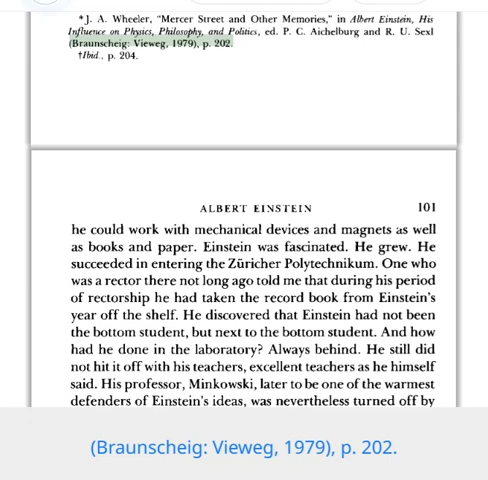 *J. A. Wheeler, “Mercer Street and Other Memories,” in Albert Einstein, His
Influence on Physics, Philosophy, and Politics, ed. P. C. Aichelburg and R. U. Sexl
(Braunscheig: Vieweg, 1979), p. 202.
†Ibid., p. 204.
ALBERT EINSTEIN 101
he could work with mechanical devices and magnets as well
as books and paper. Einstein was fascinated. He grew. He
succeeded in entering the Züricher Polytechnikum. One who
was a rector there not long ago told me that during his period
of rectorship he had taken the record book from Einstein’s
year off the shelf. He discovered that Einstein had not been
the bottom student, but next to the bottom student. And how
had he done in the laboratory? Always behind. He still did
not hit it off with his teachers, excellent teachers as he himself
said. His professor, Minkowski, later to be one of the warmest
defenders of Einstein’s ideas, was nevertheless turned off by
(Braunscheig: Vieweg, 1979), p. 202.